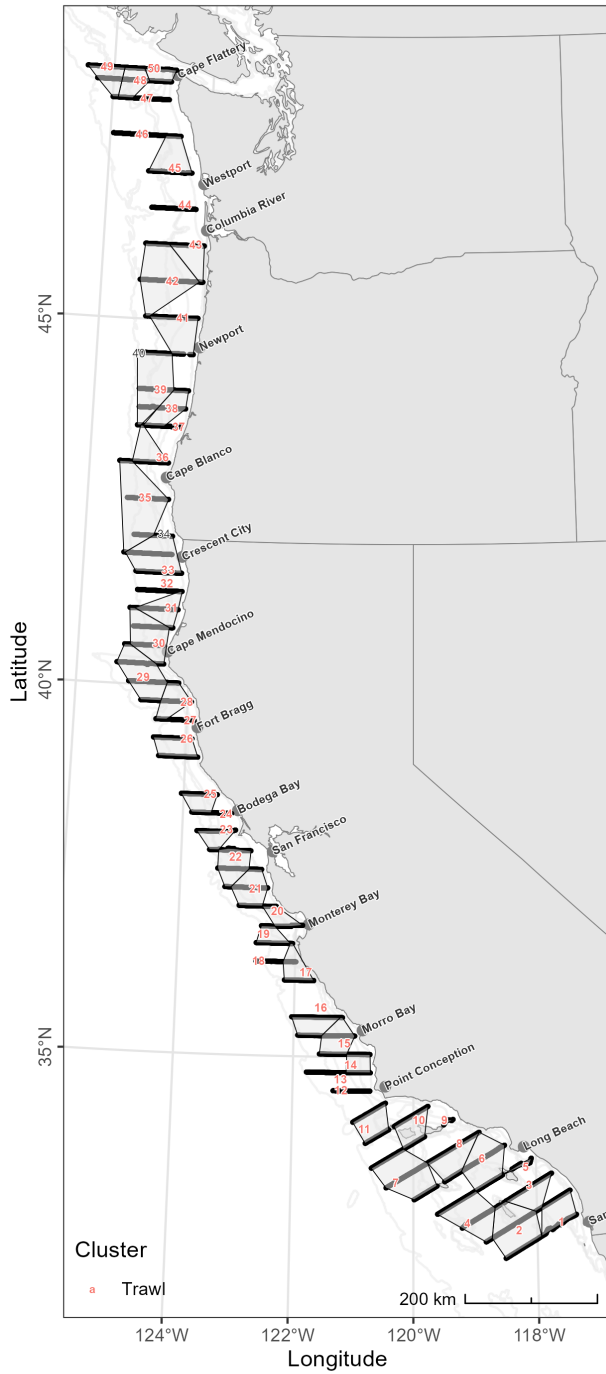 49
50
Cape Flattery
48
47
46
45
Westport
44
Columbia River
43
42
45°N
41
Newport
40
39
38
37
36
Cape Blanco
35
34
Crescent City
33
32
31
Cape Mendocino
30
Latitude
40°N
29
28
27
Fort Bragg
26
25
Bodega Bay
24
23
San Francisco
22
21
20
Monterey Bay
19
18
17
16
Morro Bay
35°N
15
14
Point Conception
13
12
11
10
9
Long Beach
8
6
5
7
3
4
2
1
San
Cluster
a Trawl
200 km
124°W 122°W 120°W 118°W
Longitude